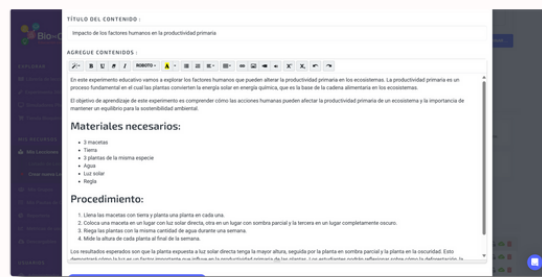 TÍTULO DEL CONTENIDO :
Impacto de los factores humanos en la productividad primaria
AGREGUE CONTENIDOS :
ROBOTO
En este experimento educativo vamos a explorar los factores humanos que pueden alterar la productividad primaria en los ecosistemas. La productividad primaria es un
proceso fundamental en el cual las plantas convierten la energía solar en energía química, que es la base de la cadena alimentaria en los ecosistemas.
El objetivo de aprendizaje de este experimento es comprender cómo las acciones humanas pueden afectar la productividad primaria de un ecosistema y la importancia de
mantener un equilibrio para la sostenibilidad ambiental.
Materiales necesarios:
3 macetas
Tierra
3 plantas de la misma especie
Agua
Luz solar
Regla
Procedimiento:
1. Llena las macetas con tierra y planta una planta en cada una.
2. Coloca una maceta en un lugar con luz solar directa, otra en un lugar con sombra parcial y la tercera en un lugar completamente oscuro.
3. Riega las plantas con la misma cantidad de agua durante una semana.
4. Mide la altura de cada planta al final de la semana.
Los resultados esperados son que la planta expuesta a luz solar directa tenga la mayor altura, seguida por la planta en sombra parcial y la planta en la oscuridad. Esto